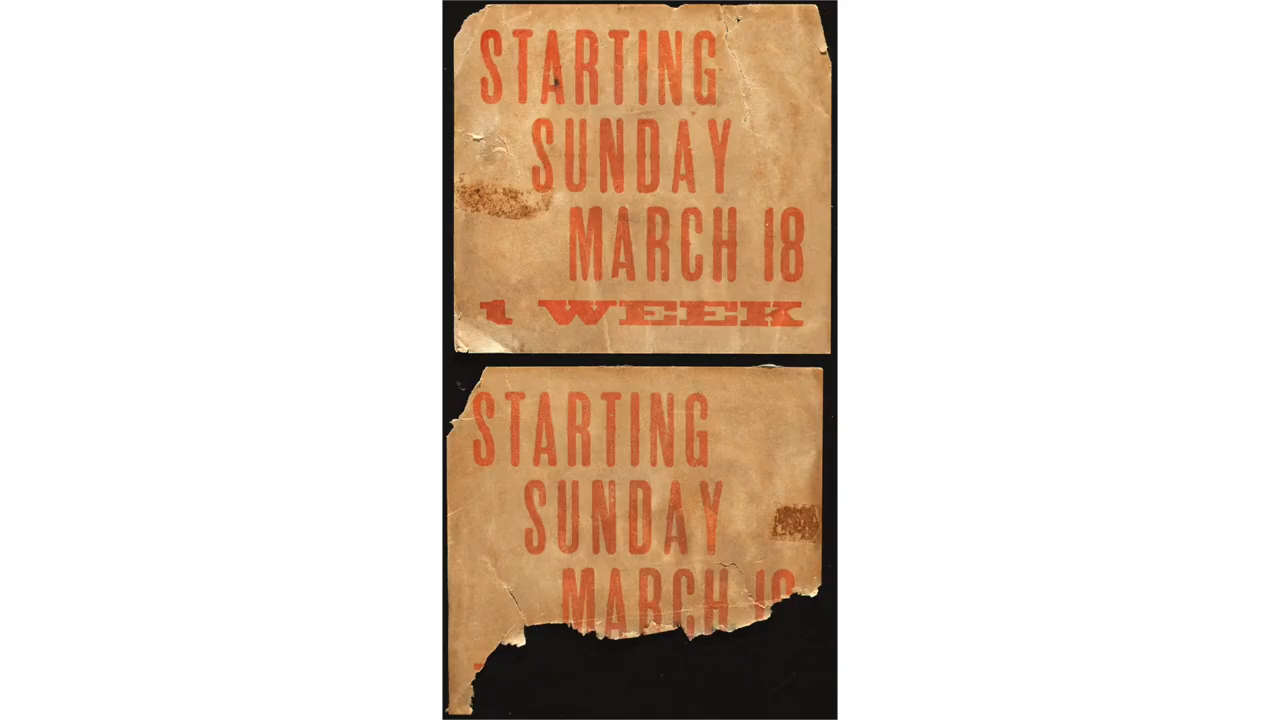 STARTING
SUNDAY
MARCH 18
1 WEEK
STARTING
SUNDAY
MARCH